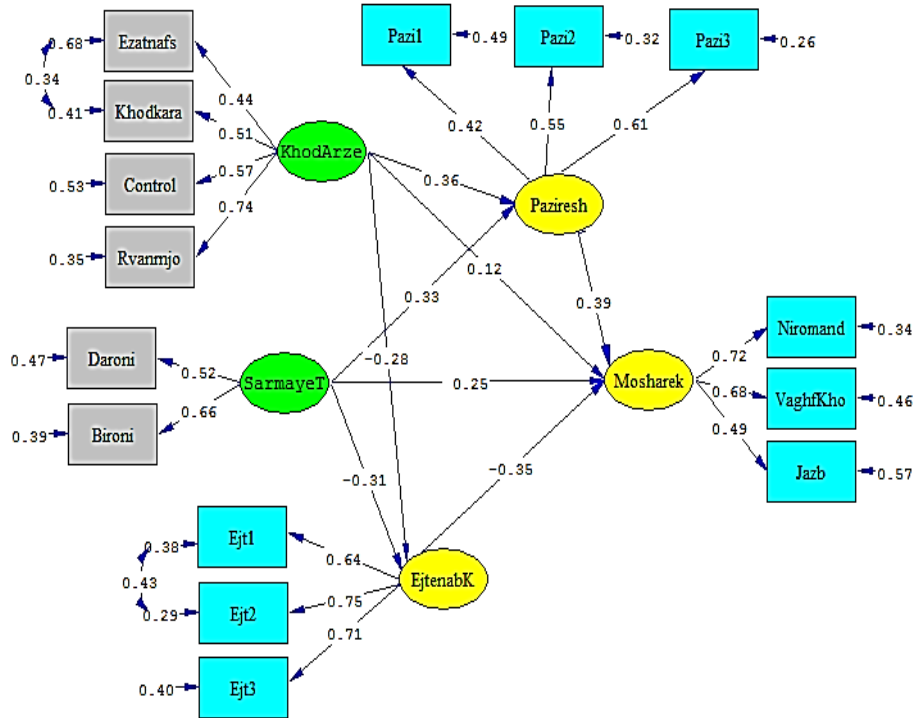 0.68
Ezatnafs
0.34
0.41
Khodkara
0.53
Control
0.35
Rvanrnjo
0.44
0.51
0.57
0.74
KhodArze
Pazi1
0.49
Pazi2
0.32
Pazi3
0.26
0.42
0.55
0.61
0.36
Paziresh
0.12
0.33
0.39
-0.28
0.47
Daroni
0.39
Bironi
0.52
0.66
SarmayeT
0.25
Mosharek
0.72
0.68
0.49
Niromand
0.34
VaghfKho
0.46
Jazb
0.57
-0.31
-0.35
0.38
Ejt1
0.43
0.29
Ejt2
0.40
Ejt3
0.64
0.75
0.71
EjtenabK